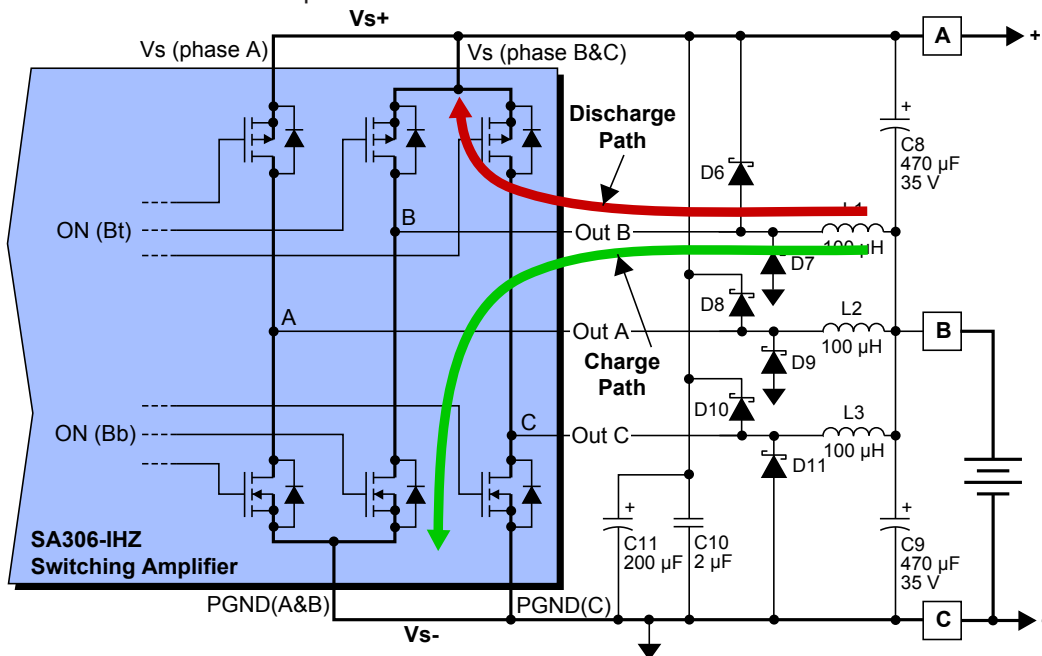 Vs+
Vs (phase A)
Vs (phase B&C)
A
+
Discharge
Path
+
C8
470 µF
35 V
D6
L1
100 µH
ON (Bt)
B
Out B
D7
D8
L2
A
Out A
100 µH
B
D9
Charge
Path
D10
L3
ON (Bb)
C
Out C
100 µH
D11
SA306-IHZ
Switching Amplifier
+
C11
200 µF
C10
2 µF
+
C9
470 µF
35 V
PGND(A&B)
PGND(C)
C
Vs-